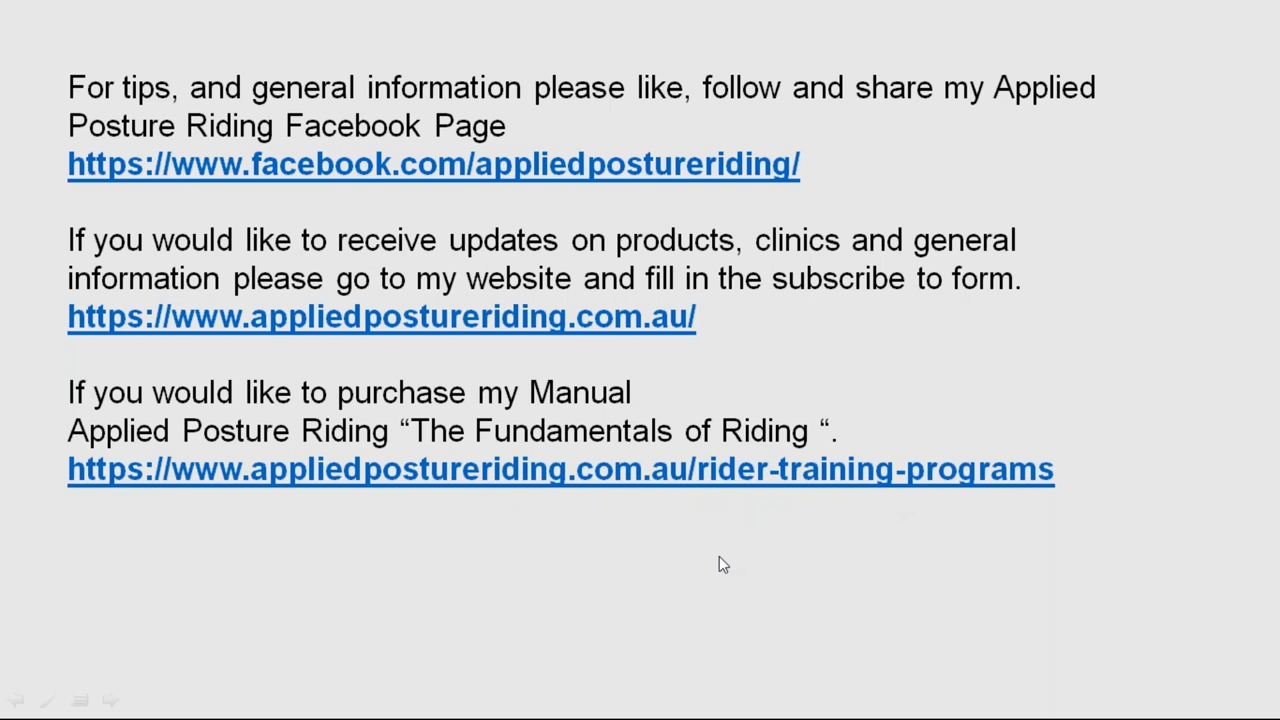 For tips, and general information please like, follow and share my Applied
Posture Riding Facebook Page
https://www.facebook.com/appliedpostureriding/
If you would like to receive updates on products, clinics and general
information please go to my website and fill in the subscribe to form.
https://www.appliedpostureriding.com.au/
If you would like to purchase my Manual
Applied Posture Riding “The Fundamentals of Riding “.
https://www.appliedpostureriding.com.au/rider-training-programs